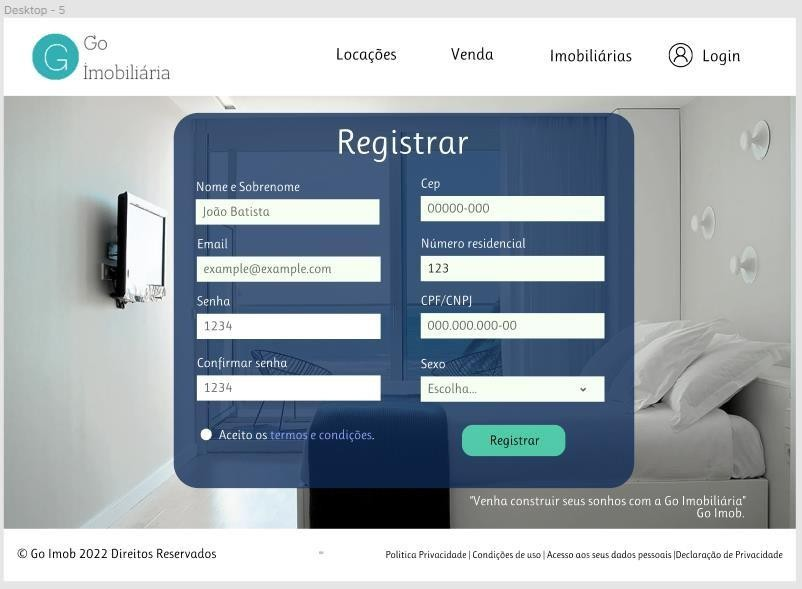 Desktop - 5
G
Go
Imobiliária
Locações
Venda
Imobiliárias
Login
Registrar
Nome e Sobrenome
João Batista
Email
example@example.com
Senha
1234
Confirmar senha
1234
Aceito os termos e condições.
Cep
00000-000
Número residencial
123
CPF/CNPJ
000.000.000-00
Sexo
Escolha...
Registrar
"Venha construir seus sonhos com a Go Imobiliária"
Go Imob.
© Go Imob 2022 Direitos Reservados
Politica Privacidade | Condições de uso | Acesso aos seus dados pessoais |Declaração de Privacidade